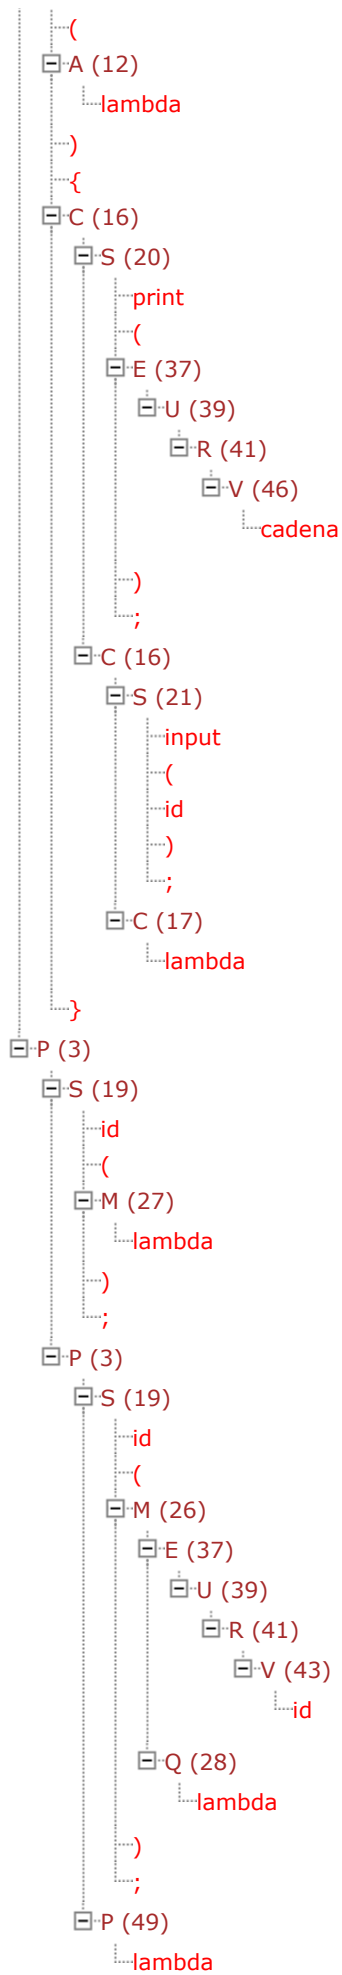 (
A (12)
lambda
)
{
C (16)
S (20)
print
(
E (37)
U (39)
R (41)
V (46)
cadena
)
;
C (16)
S (21)
input
(
id
)
;
C (17)
lambda
}
P (3)
S (19)
id
(
M (27)
lambda
)
;
P (3)
S (19)
id
(
M (26)
E (37)
U (39)
R (41)
V (43)
id
Q (28)
lambda
)
;
P (49)
lambda